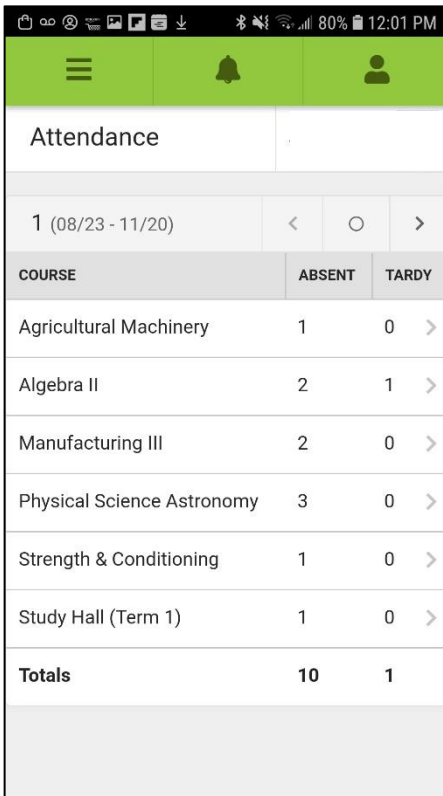 80% 12:01 PM
Attendance
1 (08/23 - 11/20)
COURSE ABSENT TARDY
Agricultural Machinery 1 0
Algebra II 2 1
Manufacturing III 2 0
Physical Science Astronomy 3 0
Strength & Conditioning 1 0
Study Hall (Term 1) 1 0
Totals 10 1